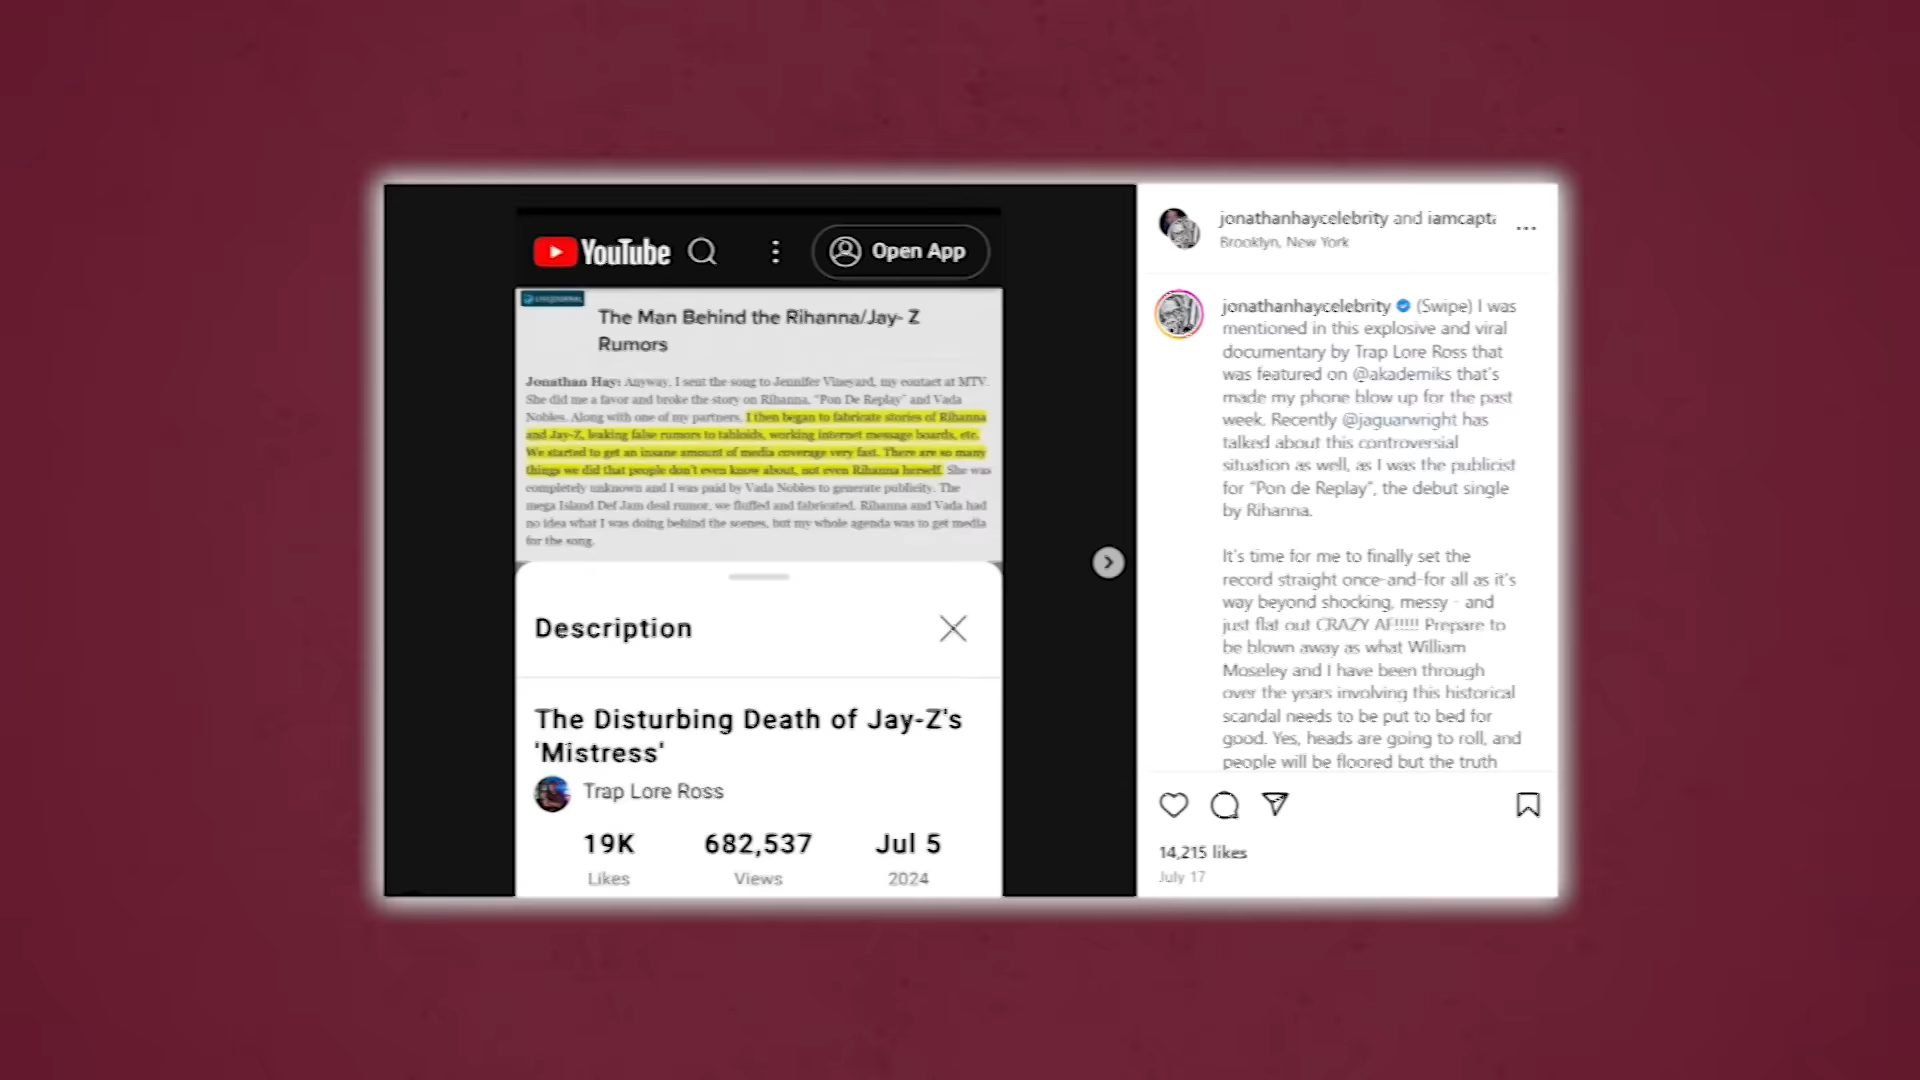 YouTube
Open App
LIVEJOURNAL
The Man Behind the Rihanna/Jay- Z
Rumors
Jonathan Hay: Anyway, I sent the song to Jennifer Vineyard, my contact at MTV.
She did me a favor and broke the story on Rihanna, "Pon De Replay" and Vada
Nobles. Along with one of my partners, I then began to fabricate stories of Rihanna
and Jay-Z, leaking false rumors to tabloids, working internet message boards, etc.
We started to get an insane amount of media coverage very fast. There are so many
things we did that people don't even know about, not even Rihanna herself. She was
completely unknown and I was paid by Vada Nobles to generate publicity. The
mega Island Def Jam deal rumor, we fluffed and fabricated. Rihanna and Vada had
no idea what I was doing behind the scenes, but my whole agenda was to get media
for the song.
Description
The Disturbing Death of Jay-Z's
'Mistress'
Trap Lore Ross
19K
682,537
Jul 5
Likes
Views
2024
jonathanhaycelebrity and iamcapta
Brooklyn, New York
jonathanhaycelebrity (Swipe) I was
mentioned in this explosive and viral
documentary by Trap Lore Ross that
was featured on @akademiks that's
made my phone blow up for the past
week. Recently @jaguarwright has
talked about this controversial
situation as well, as I was the publicist
for "Pon de Replay", the debut single
by Rihanna.
It's time for me to finally set the
record straight once-and-for all as it's
way beyond shocking, messy - and
just flat out CRAZY AF!!!!! Prepare to
be blown away as what William
Moseley and I have been through
over the years involving this historical
scandal needs to be put to bed for
good. Yes, heads are going to roll, and
people will be floored but the truth
14,215 likes
July 17